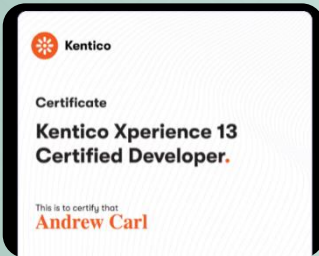 Kentico
Certificate
Kentico Xperience 13
Certified Developer.
This is to certify that
Andrew Carl